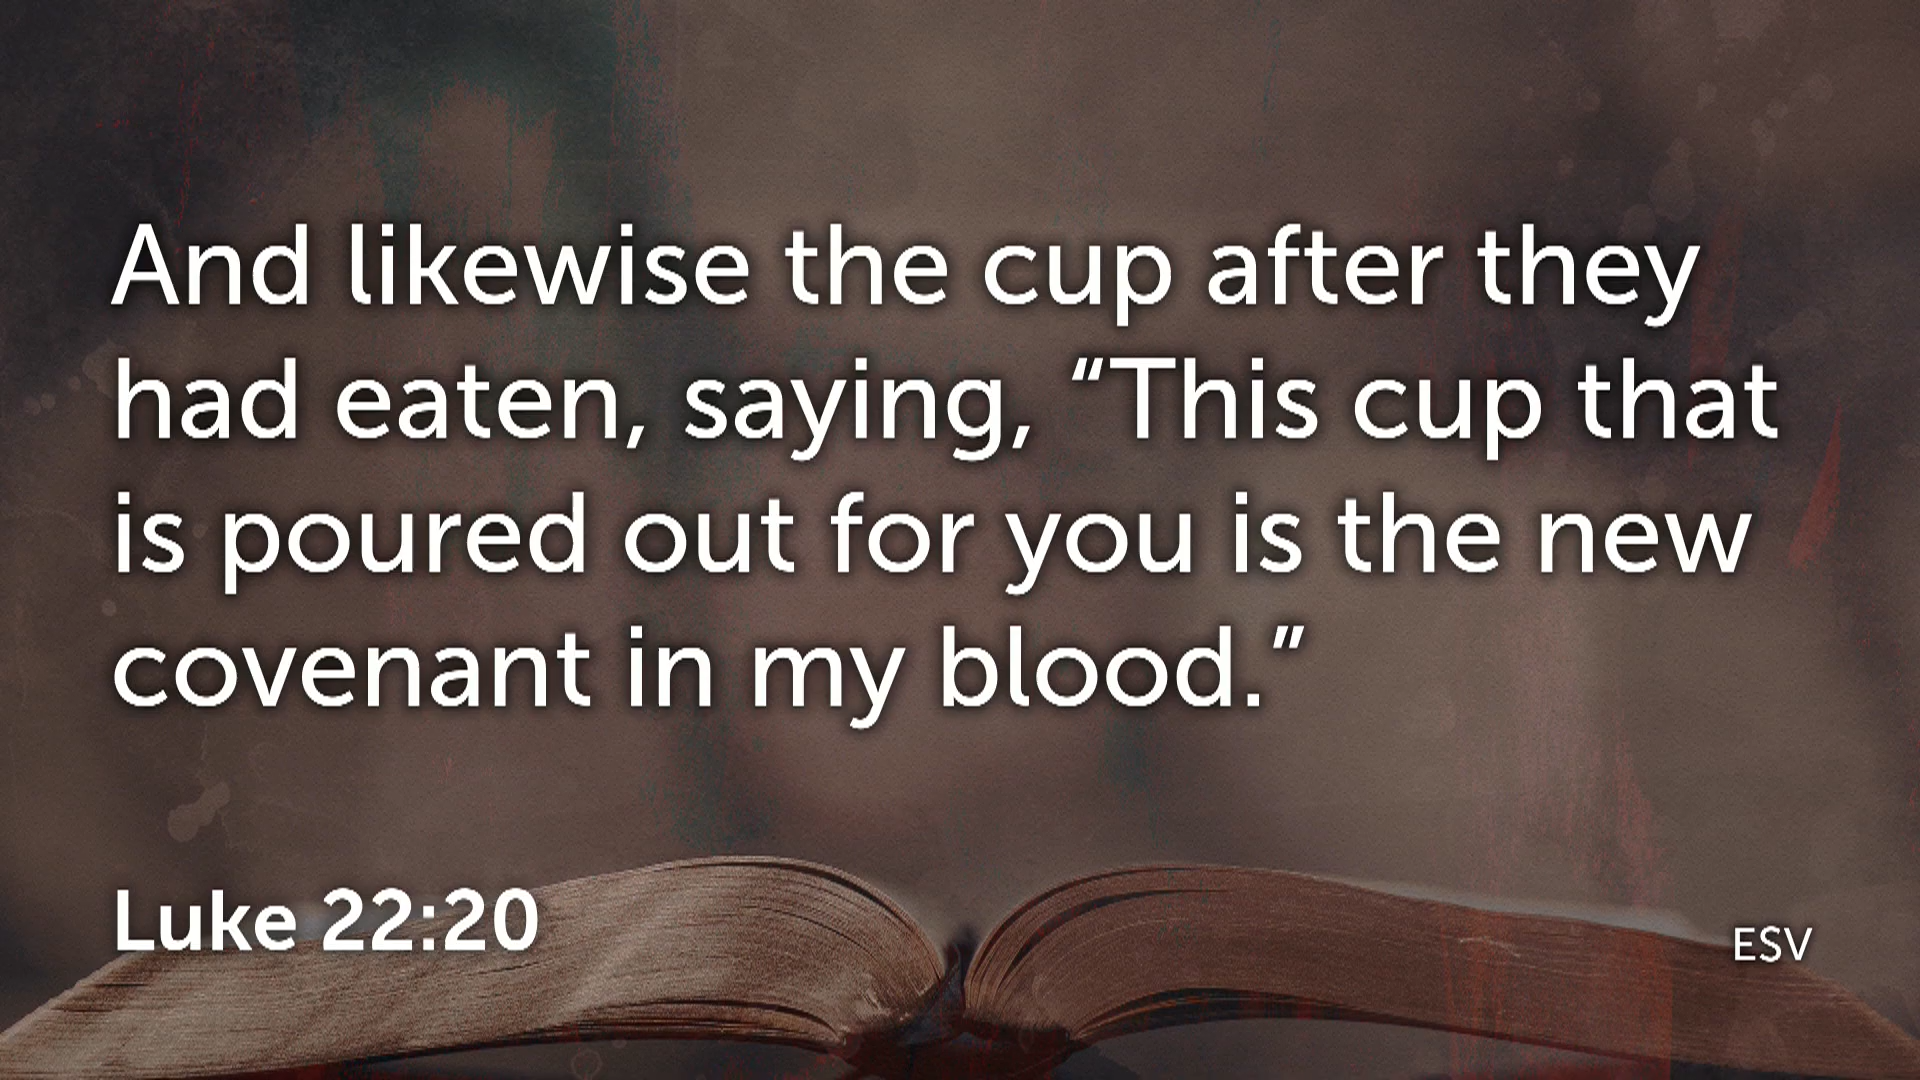 And likewise the cup after they
had eaten, saying, “This cup that
is poured out for you is the new
covenant in my blood.”
Luke 22:20
ESV